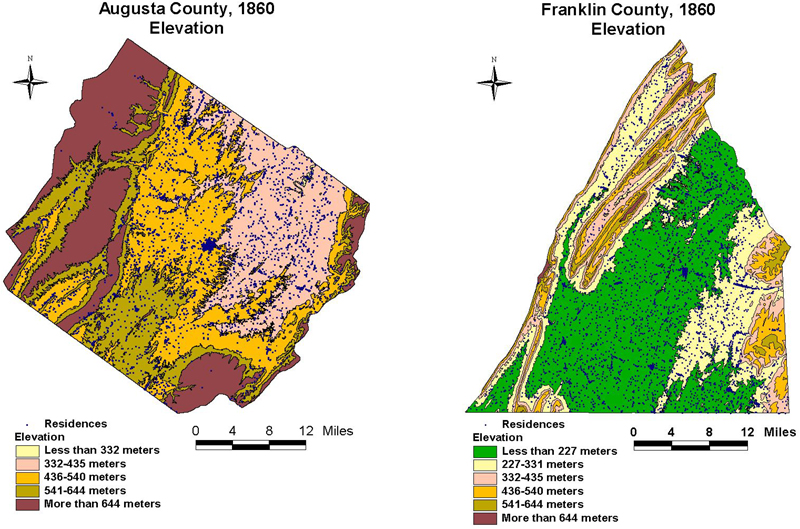 Augusta County, 1860
Elevation
N
Residences
Elevation
Less than 332 meters
332-435 meters
436-540 meters
541-644 meters
More than 644 meters
0 4 8 12 Miles
Franklin County, 1860
Elevation
N
Residences
Elevation
Less than 227 meters
227-331 meters
332-435 meters
436-540 meters
541-644 meters
More than 644 meters
0 4 8 12 Miles